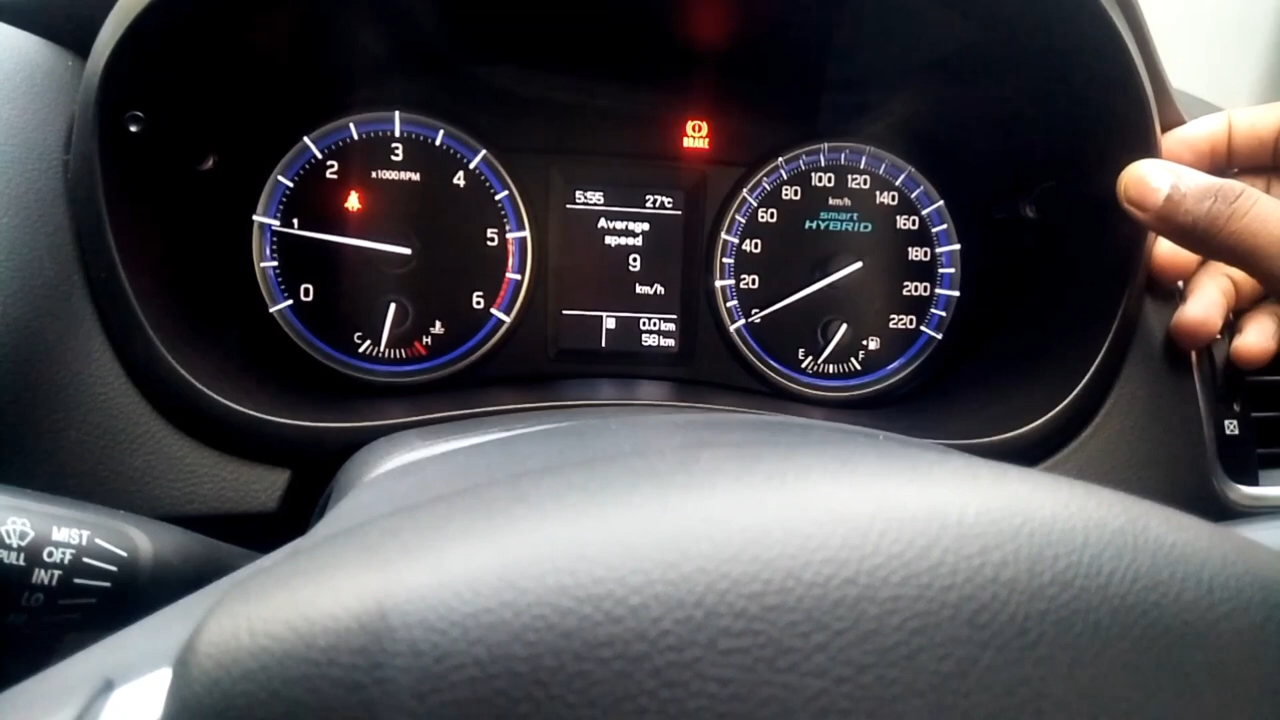 0
1
2
3
4
5
6
x1000RPM
C
H
BRAKE
5:55 27°C
Average
speed
9
km/h
0.0 km
58 km
20
40
60
80
100
120
140
160
180
200
220
km/h
smart
HYBRID
E
F
MIST
PULL OFF
INT
LO